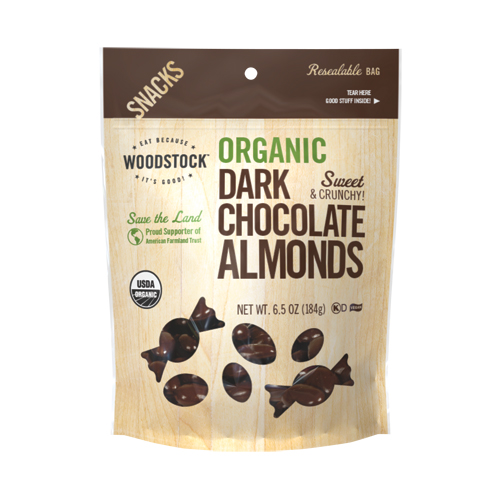 SNACKS
Resealable BAG
TEAR HERE
GOOD STUFF INSIDE!
EAT BECAUSE
WOODSTOCK
IT'S GOOD!
ORGANIC
DARK
Sweet
& CRUNCHY!
CHOCOLATE
ALMONDS
Save the Land
Proud Supporter of
American Farmland Trust
USDA
ORGANIC
NET WT. 6.5 OZ (184g)
K D